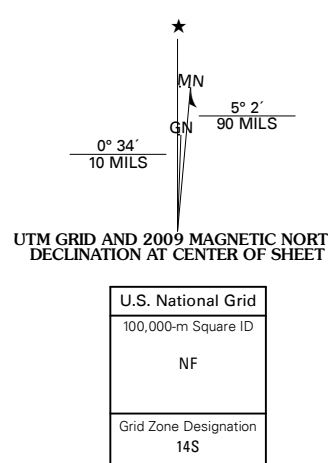 ★
MN
5° 2´
90 MILS
GN
0° 34´
10 MILS
UTM GRID AND 2009 MAGNETIC NORT
DECLINATION AT CENTER OF SHEET
U.S. National Grid
100,000-m Square ID
NF
Grid Zone Designation
14S